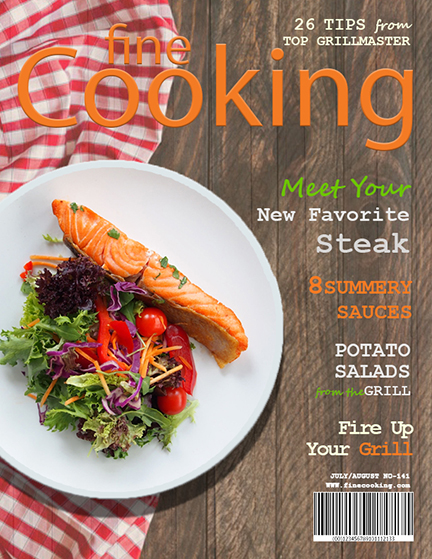 26 TIPS from
TOP GRILLMASTER
fine
Cooking
Meet Your
New Favorite
Steak
8 SUMMERY
SAUCES
POTATO
SALADS
from the GRILL
Fire Up
Your Grill
JULY/AUGUST NO-141
www.finecooking.com